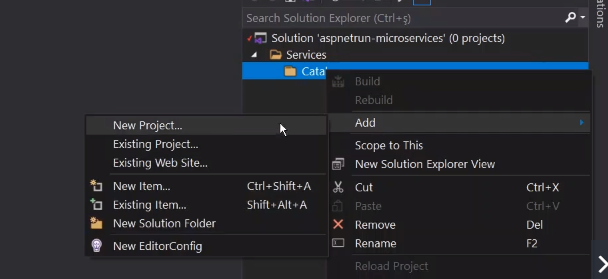 ations
Search Solution Explorer (Ctrl+ş)
Solution 'aspnetrun-microservices' (0 projects)
Services
Cata
Build
Rebuild
Add
Scope to This
New Solution Explorer View
Cut Ctrl+X
Paste Ctrl+V
Remove Del
Rename F2
Reload Project
New Project...
Existing Project...
Existing Web Site...
New Item... Ctrl+Shift+A
Existing Item... Shift+Alt+A
New Solution Folder
New EditorConfig